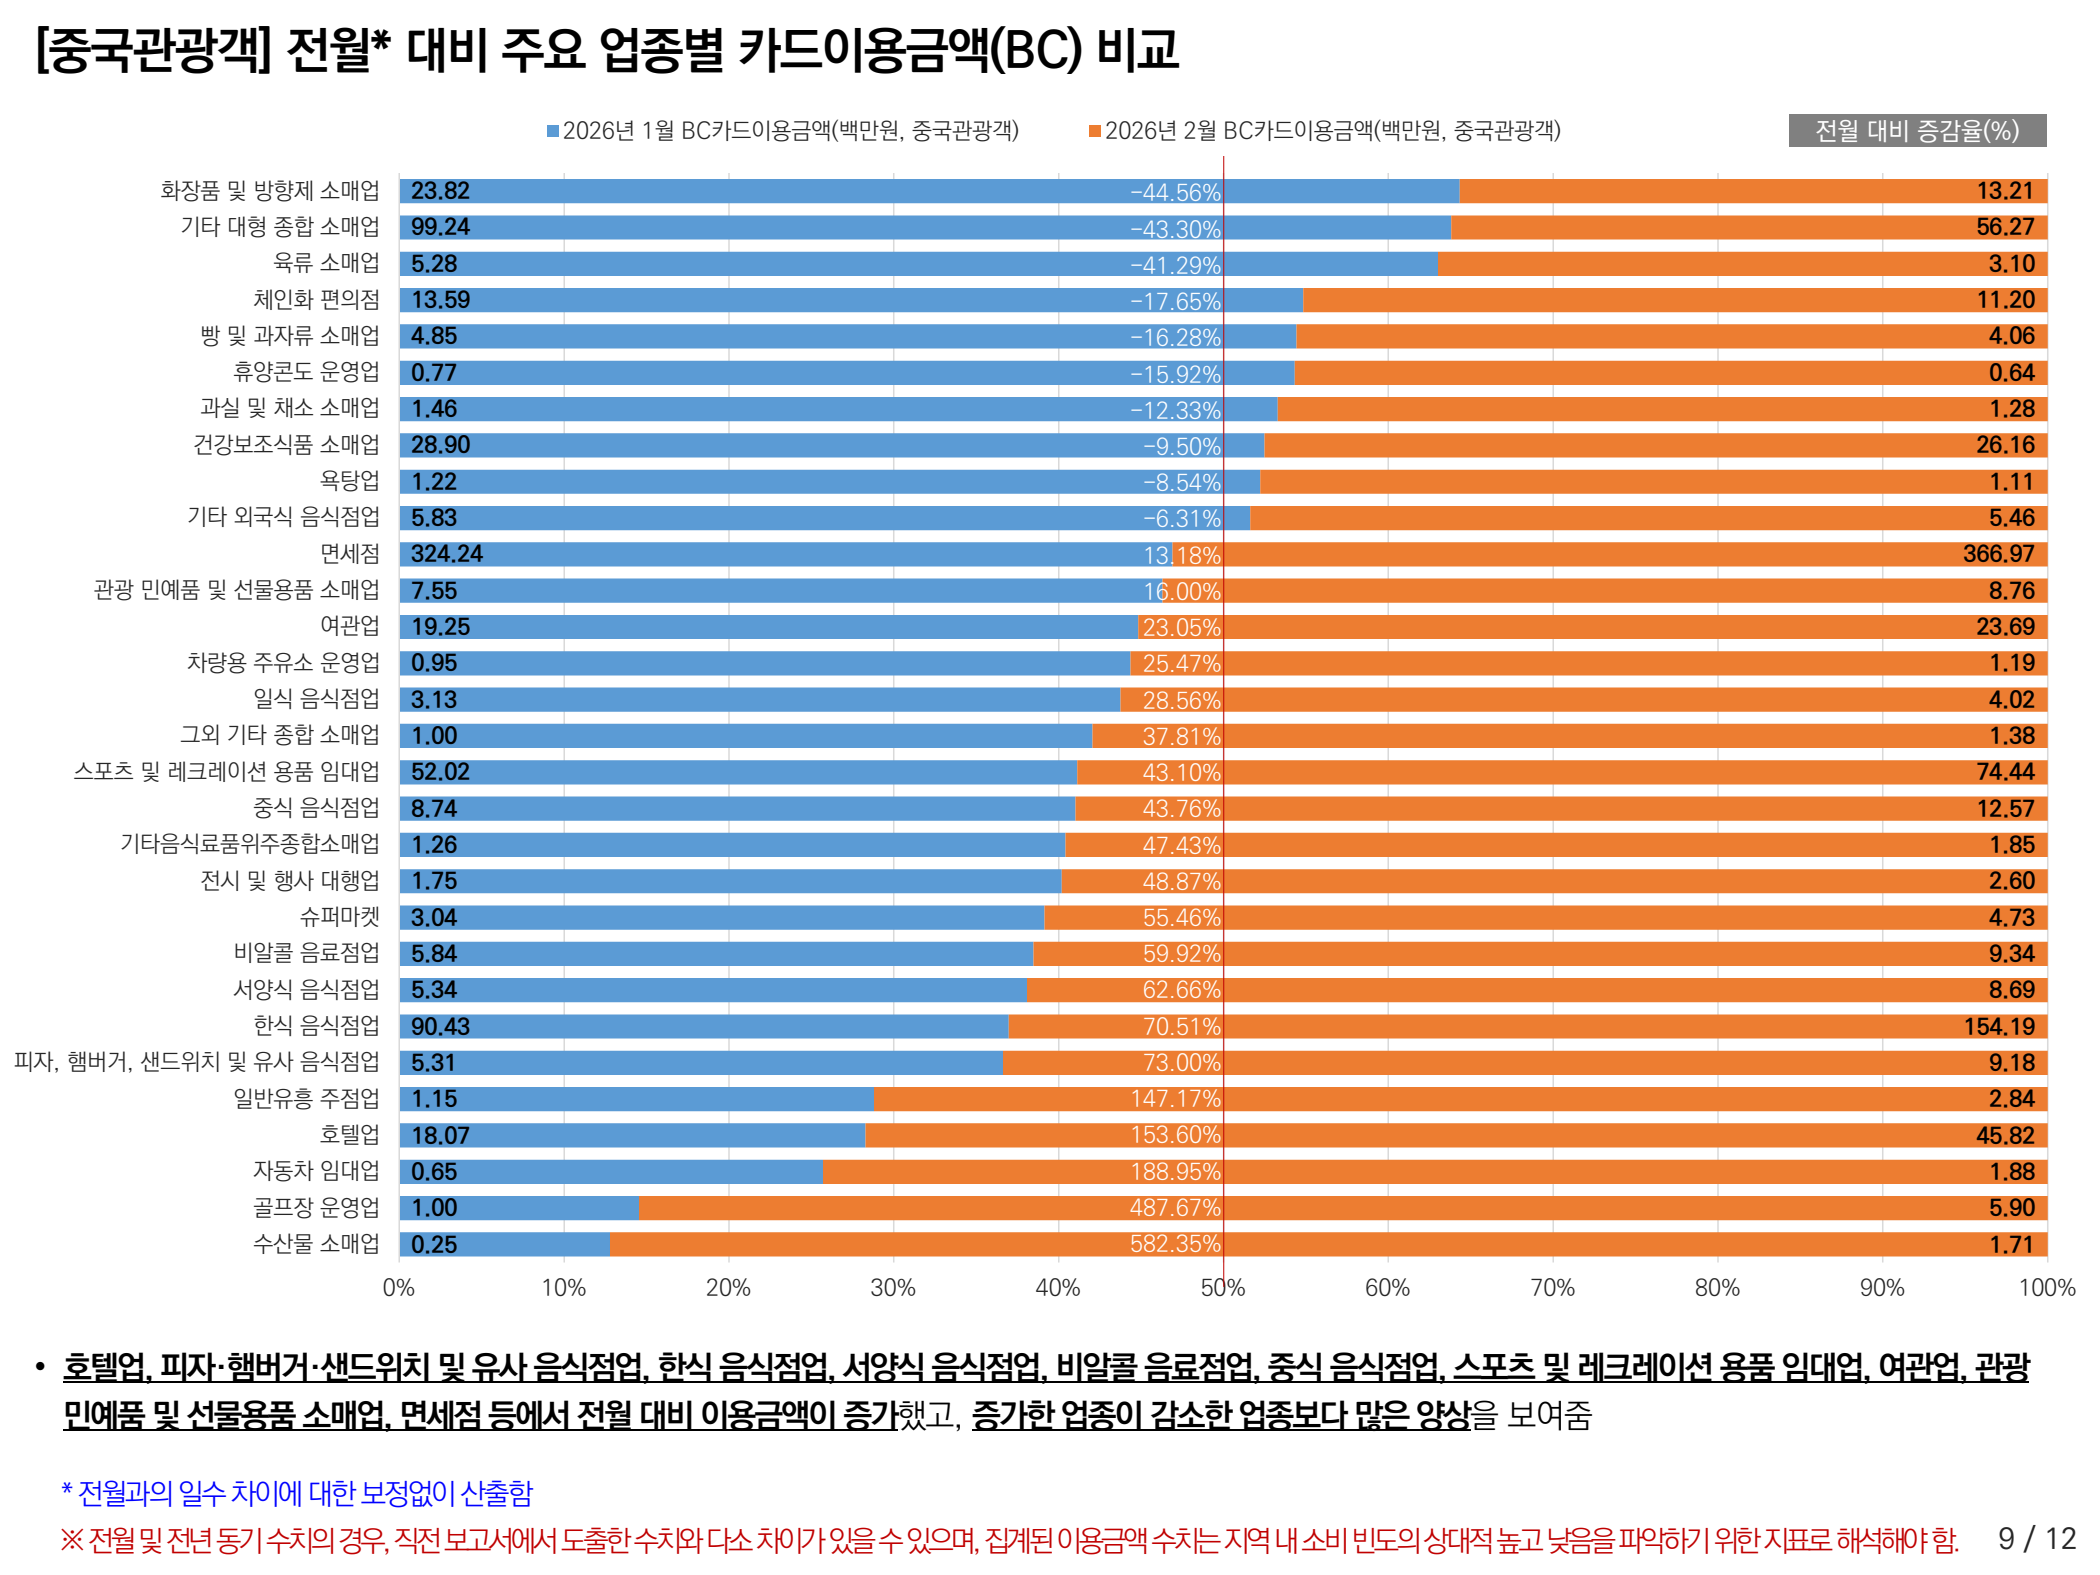 [중국관광객] 전월* 대비 주요 업종별 카드이용금액(BC) 비교
2026년 1월 BC카드이용금액(백만원, 중국관광객) 2026년 2월 BC카드이용금액(백만원, 중국관광객) 전월 대비 증감율(%)
화장품 및 방향제 소매업 23.82 -44.56% 13.21
기타 대형 종합 소매업 99.24 -43.30% 56.27
육류 소매업 5.28 -41.29% 3.10
체인화 편의점 13.59 -17.65% 11.20
빵 및 과자류 소매업 4.85 -16.28% 4.06
휴양콘도 운영업 0.77 -15.92% 0.64
과실 및 채소 소매업 1.46 -12.33% 1.28
건강보조식품 소매업 28.90 -9.50% 26.16
욕탕업 1.22 -8.54% 1.11
기타 외국식 음식점업 5.83 -6.31% 5.46
면세점 324.24 13.18% 366.97
관광 민예품 및 선물용품 소매업 7.55 16.00% 8.76
여관업 19.25 23.05% 23.69
차량용 주유소 운영업 0.95 25.47% 1.19
일식 음식점업 3.13 28.56% 4.02
그외 기타 종합 소매업 1.00 37.81% 1.38
스포츠 및 레크레이션 용품 임대업 52.02 43.10% 74.44
중식 음식점업 8.74 43.76% 12.57
기타음식료품위주종합소매업 1.26 47.43% 1.85
전시 및 행사 대행업 1.75 48.87% 2.60
슈퍼마켓 3.04 55.46% 4.73
비알콜 음료점업 5.84 59.92% 9.34
서양식 음식점업 5.34 62.66% 8.69
한식 음식점업 90.43 70.51% 154.19
피자, 햄버거, 샌드위치 및 유사 음식점업 5.31 73.00% 9.18
일반유흥 주점업 1.15 147.17% 2.84
호텔업 18.07 153.60% 45.82
자동차 임대업 0.65 188.95% 1.88
골프장 운영업 1.00 487.67% 5.90
수산물 소매업 0.25 582.35% 1.71
0% 10% 20% 30% 40% 50% 60% 70% 80% 90% 100%
• 호텔업, 피자·햄버거·샌드위치 및 유사 음식점업, 한식 음식점업, 서양식 음식점업, 비알콜 음료점업, 중식 음식점업, 스포츠 및 레크레이션 용품 임대업, 여관업, 관광
민예품 및 선물용품 소매업, 면세점 등에서 전월 대비 이용금액이 증가했고, 증가한 업종이 감소한 업종보다 많은 양상을 보여줌
* 전월과의 일수 차이에 대한 보정없이 산출함
※ 전월 및 전년 동기 수치의 경우, 직전 보고서에서 도출한 수치와 다소 차이가 있을 수 있으며, 집계된 이용금액 수치는 지역 내 소비 빈도의 상대적 높고 낮음을 파악하기 위한 지표로 해석해야 함.
9 / 12